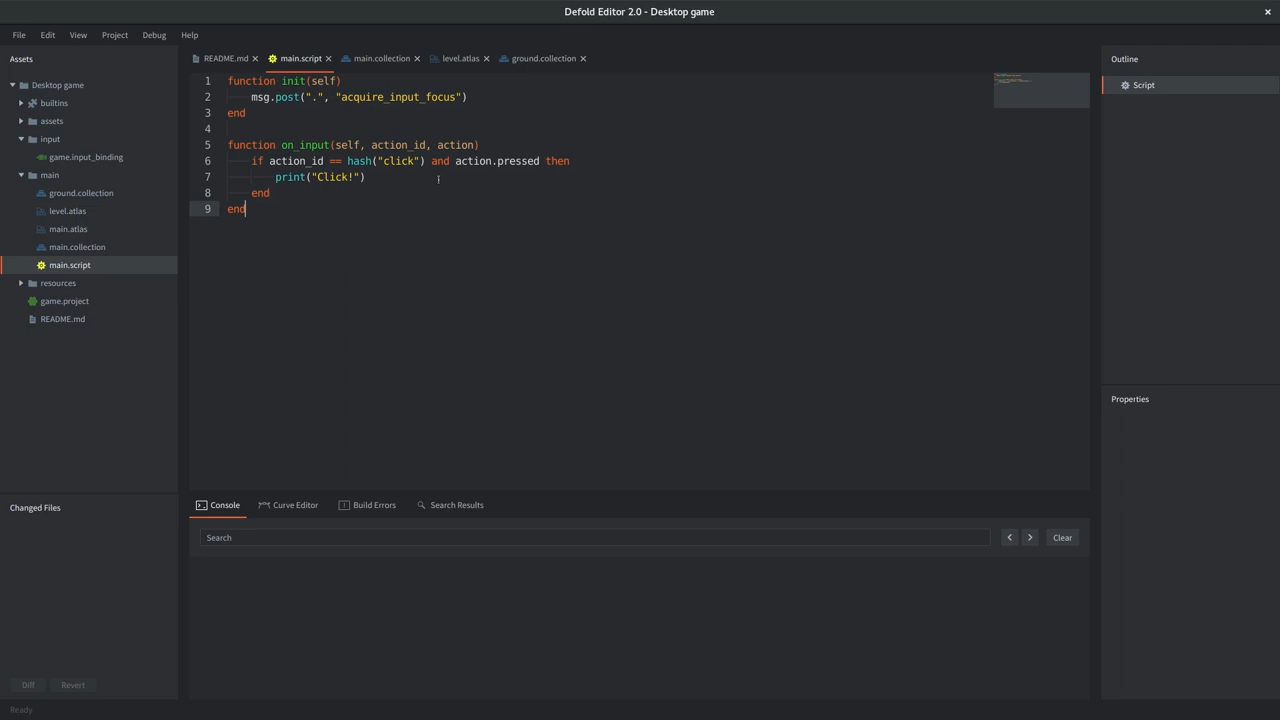 Defold Editor 2.0 - Desktop game
File Edit View Project Debug Help
Assets
Desktop game
builtins
assets
input
game.input_binding
main
ground.collection
level.atlas
main.atlas
main.collection
main.script
resources
game.project
README.md
Changed Files
Diff Revert
Ready
README.md main.script main.collection level.atlas ground.collection
1 function init(self)
2 msg.post(".", "acquire_input_focus")
3 end
4
5 function on_input(self, action_id, action)
6 if action_id == hash("click") and action.pressed then
7 print("Click!")
8 end
9 end
Console Curve Editor Build Errors Search Results
Search Clear
Outline
Script
Properties